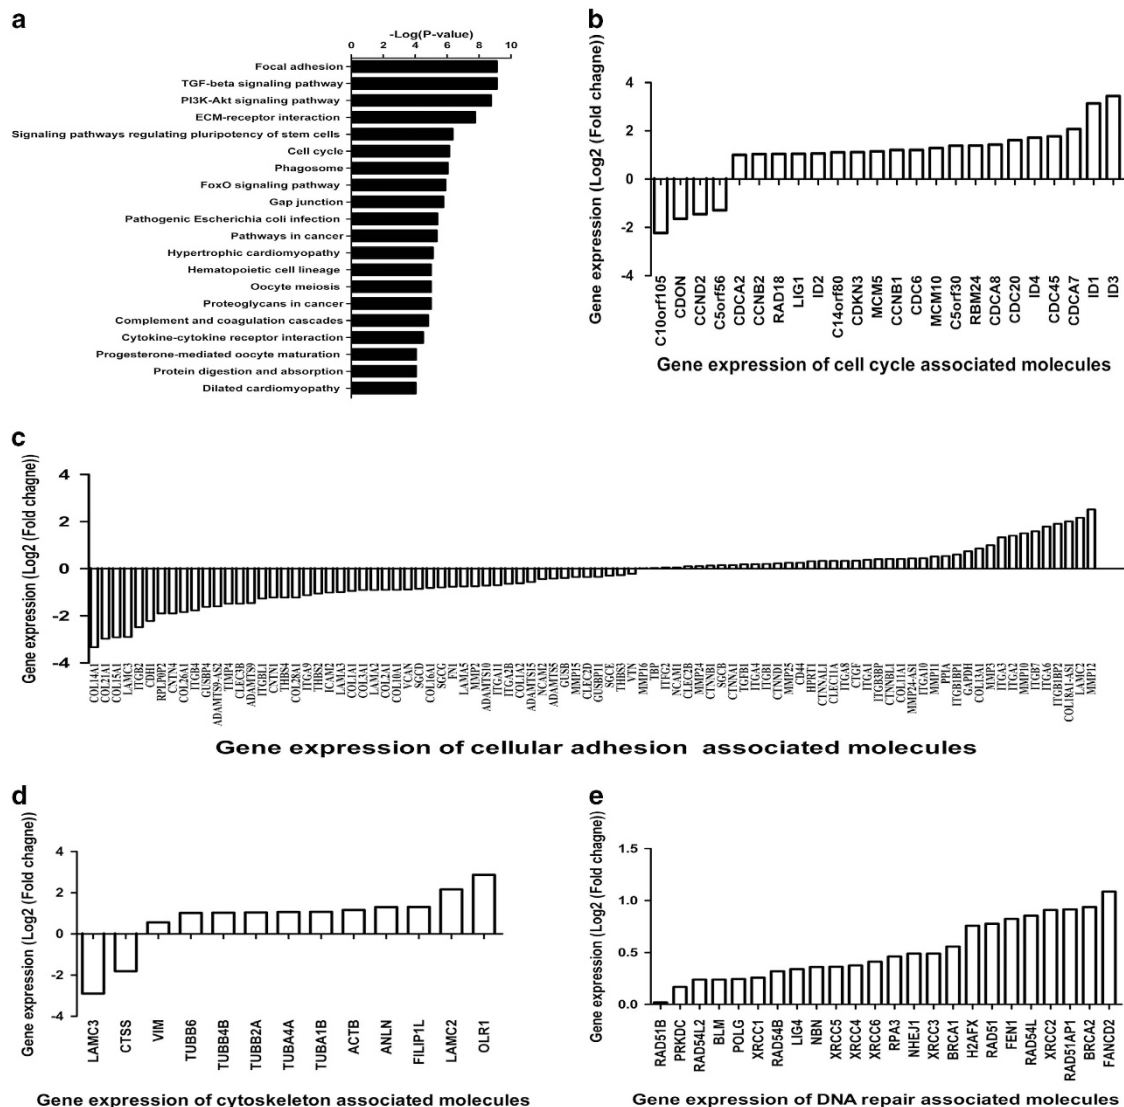 a
-Log(P-value)
0 2 4 6 8 10
Focal adhesion
TGF-beta signaling pathway
PI3K-Akt signaling pathway
ECM-receptor interaction
Signaling pathways regulating pluripotency of stem cells
Cell cycle
Phagosome
FoxO signaling pathway
Gap junction
Pathogenic Escherichia coli infection
Pathways in cancer
Hypertrophic cardiomyopathy
Hematopoietic cell lineage
Oocyte meiosis
Proteoglycans in cancer
Complement and coagulation cascades
Cytokine-cytokine receptor interaction
Progesterone-mediated oocyte maturation
Protein digestion and absorption
Dilated cardiomyopathy
b
Gene expression (Log2 (Fold chagne))
4
2
0
-2
-4
C10orf105
CDON
CCND2
C5orf56
CDCA2
CCNB2
RAD18
LIG1
ID2
C14orf80
CDKN3
MCM5
CCNB1
CDC6
MCM10
C5orf30
RBM24
CDCA8
CDC20
ID4
CDC45
CDCA7
ID1
ID3
Gene expression of cell cycle associated molecules
c
Gene expression (Log2 (Fold chagne))
4
2
0
-2
-4
COL14A1
COL21A1
COL15A1
LAMC3
ITGB2
CDH1
RPLP0P2
CNTN4
COL26A1
ITGB4
GUSBP4
ADAMTS9-AS2
TIMP4
CLEC3B
ADAMTS9
ITGBL1
CNTN1
THBS4
COL28A1
ITGA9
THBS2
ICAM2
LAMA3
COL3A1
LAMA2
COL2A1
COL10A1
VCAN
SGCD
COL16A1
SGCG
FN1
LAMA5
MMP2
ADAMTS10
ITGA11
ITGA2B
COL1A2
ADAMTS15
NCAM2
ADAMTS5
GUSB
MMP15
CLEC2D
GUSBP11
SGCE
THBS3
VTN
MMP16
TBP
ITFG2
NCAM1
CLEC2B
MMP24
CTNNB1
SGCB
CTNNA1
TGFB1
ITGA4
ITGB1
CTNND1
MMP25
CD44
HPRT1
CTNNAL1
CLEC11A
ITGA8
CTGF
ITGA1
ITGB3BP
CTNNBL1
COL11A1
MMP24-AS1
ITGA10
MMP11
PPIA
ITGB1BP1
GAPDH
COL13A1
MMP3
ITGA3
ITGA2
MMP10
ITGB7
ITGA6
ITGB1BP2
COL18A1-AS1
LAMC2
MMP12
Gene expression of cellular adhesion associated molecules
d
Gene expression (Log2 (Fold chagne))
4
2
0
-2
-4
LAMC3
CTSS
VIM
TUBB6
TUBB4B
TUBB2A
TUBA4A
TUBA1B
ACTB
ANLN
FILIP1L
LAMC2
OLR1
Gene expression of cytoskeleton associated molecules
e
Gene expression (Log2 (Fold chagne))
1.5
1.0
0.5
0.0
RAD51B
PRKDC
RAD54L2
BLM
POLG
XRCC1
RAD54B
LIG4
NBN
XRCC5
XRCC4
XRCC6
RPA3
NHEJ1
XRCC3
BRCA1
H2AFX
RAD51
FEN1
RAD54L
XRCC2
RAD51AP1
BRCA2
FANCD2
Gene expression of DNA repair associated molecules